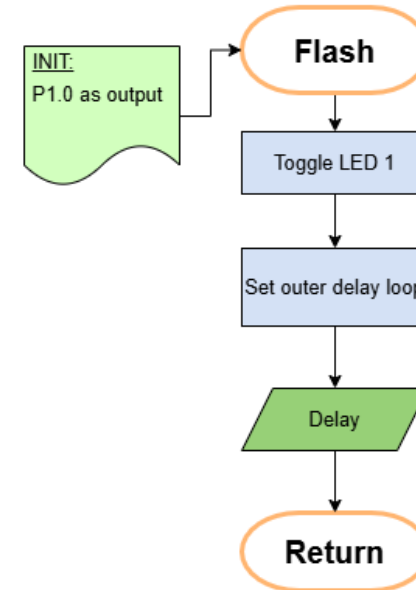 INIT:
P1.0 as output
Flash
Toggle LED 1
Set outer delay loop
Delay
Return